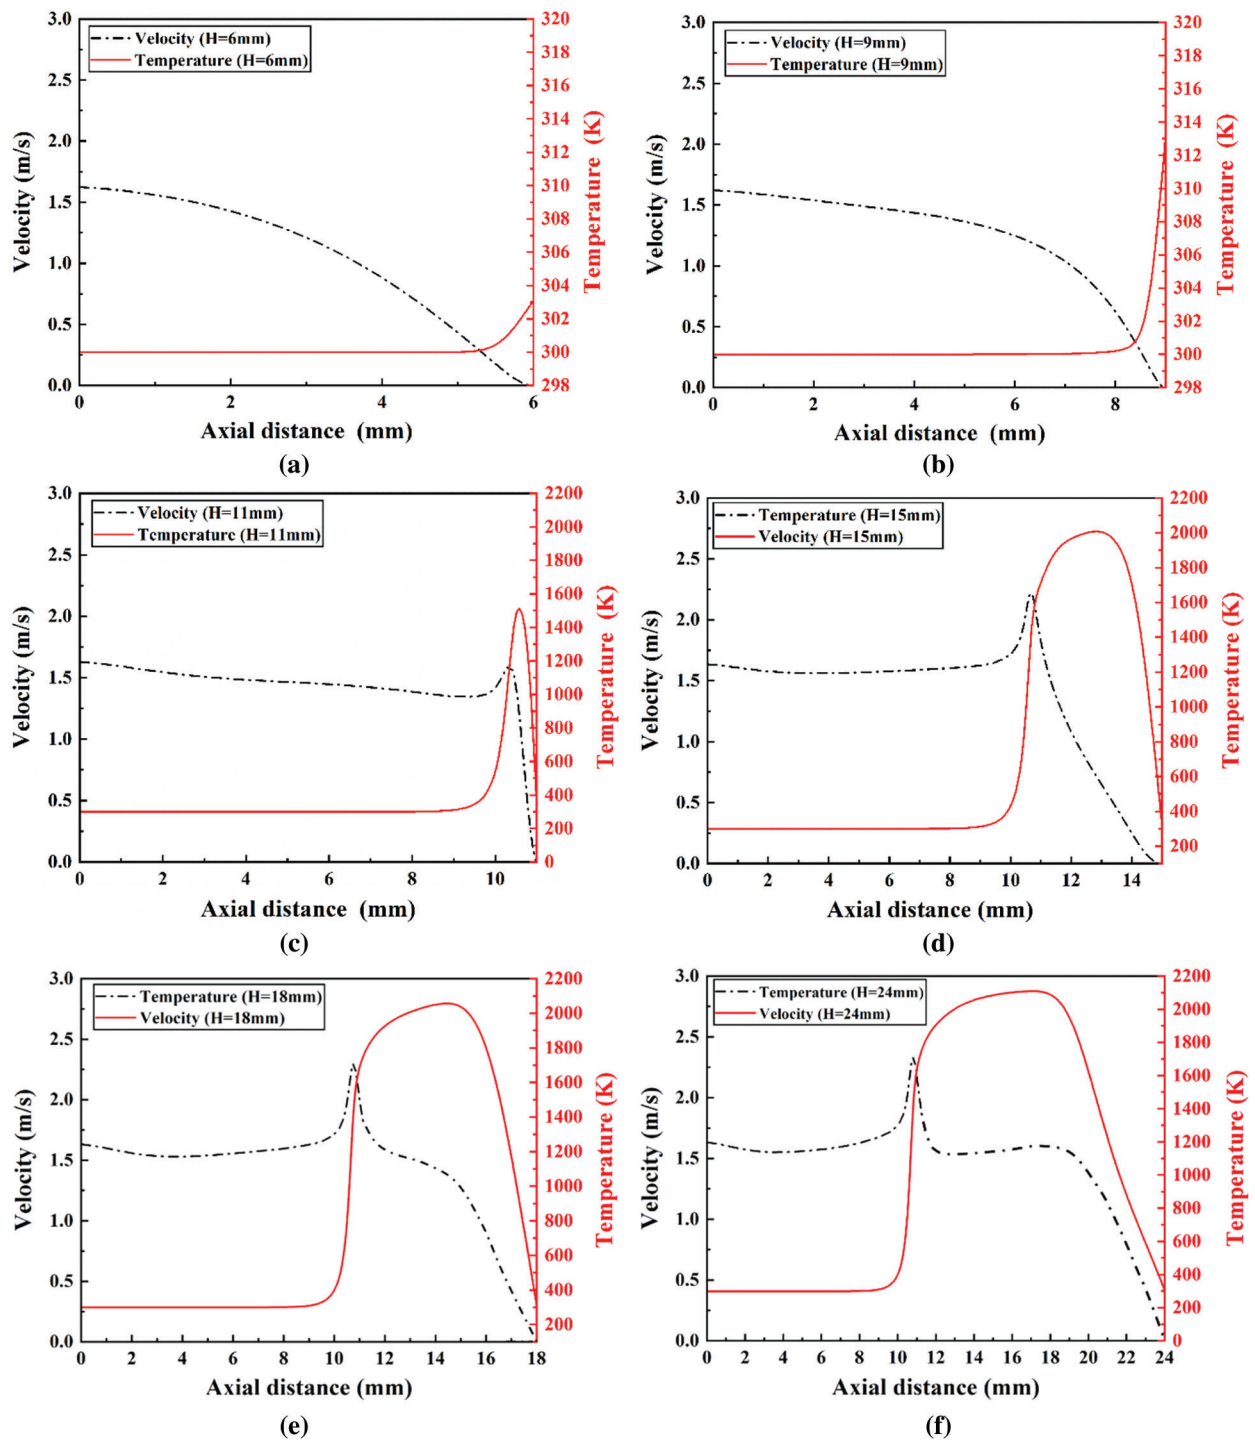 3.0
2.5
2.0
1.5
1.0
0.5
0.0
Velocity (m/s)
Velocity (H=6mm)
Temperature (H=6mm)
320
318
316
314
312
310
308
306
304
302
300
298
Temperature (K)
0 2 4 6
Axial distance (mm)
(a)
3.0
2.5
2.0
1.5
1.0
0.5
0.0
Velocity (m/s)
Velocity (H=9mm)
Temperature (H=9mm)
320
318
316
314
312
310
308
306
304
302
300
298
Temperature (K)
0 2 4 6 8
Axial distance (mm)
(b)
3.0
2.5
2.0
1.5
1.0
0.5
0.0
Velocity (m/s)
Velocity (H=11mm)
Temperature (H=11mm)
2200
2000
1800
1600
1400
1200
1000
800
600
400
200
0
Temperature (K)
0 2 4 6 8 10
Axial distance (mm)
(c)
3.0
2.5
2.0
1.5
1.0
0.5
0.0
Velocity (m/s)
Temperature (H=15mm)
Velocity (H=15mm)
2200
2000
1800
1600
1400
1200
1000
800
600
400
200
Temperature (K)
0 2 4 6 8 10 12 14
Axial distance (mm)
(d)
3.0
2.5
2.0
1.5
1.0
0.5
0.0
Velocity (m/s)
Temperature (H=18mm)
Velocity (H=18mm)
2200
2000
1800
1600
1400
1200
1000
800
600
400
200
Temperature (K)
0 2 4 6 8 10 12 14 16 18
Axial distance (mm)
(e)
3.0
2.5
2.0
1.5
1.0
0.5
0.0
Velocity (m/s)
Temperature (H=24mm)
Velocity (H=24mm)
2200
2000
1800
1600
1400
1200
1000
800
600
400
200
0
Temperature (K)
0 2 4 6 8 10 12 14 16 18 20 22 24
Axial distance (mm)
(f)